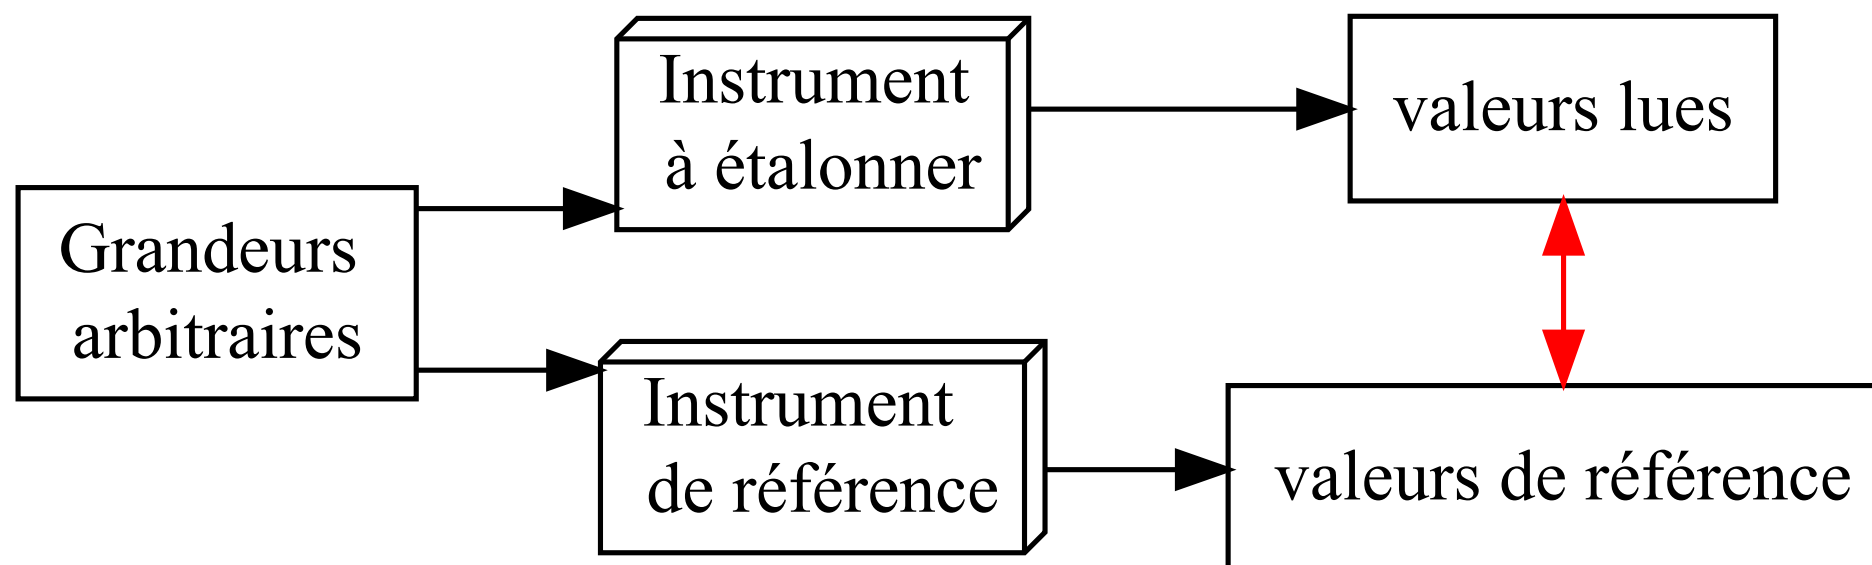 Grandeurs
arbitraires
Instrument
à étalonner
Instrument
de référence
valeurs lues
valeurs de référence